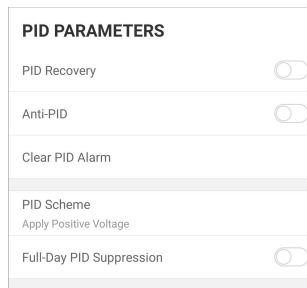 PID PARAMETERS
PID Recovery
Anti-PID
Clear PID Alarm
PID Scheme
Apply Positive Voltage
Full-Day PID Suppression